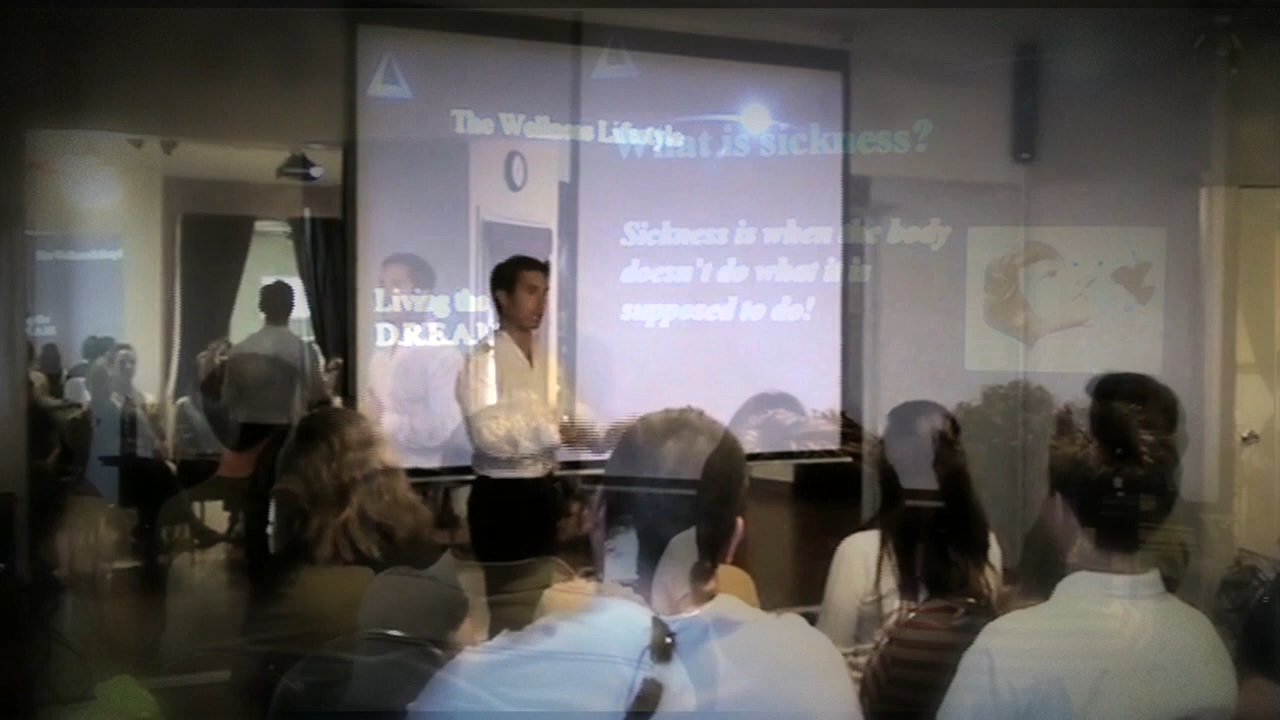 The Wellness Lifestyle
What is sickness?
Sickness is when the body
doesn't do what it is
supposed to do!
Living the
D.R.E.A.M